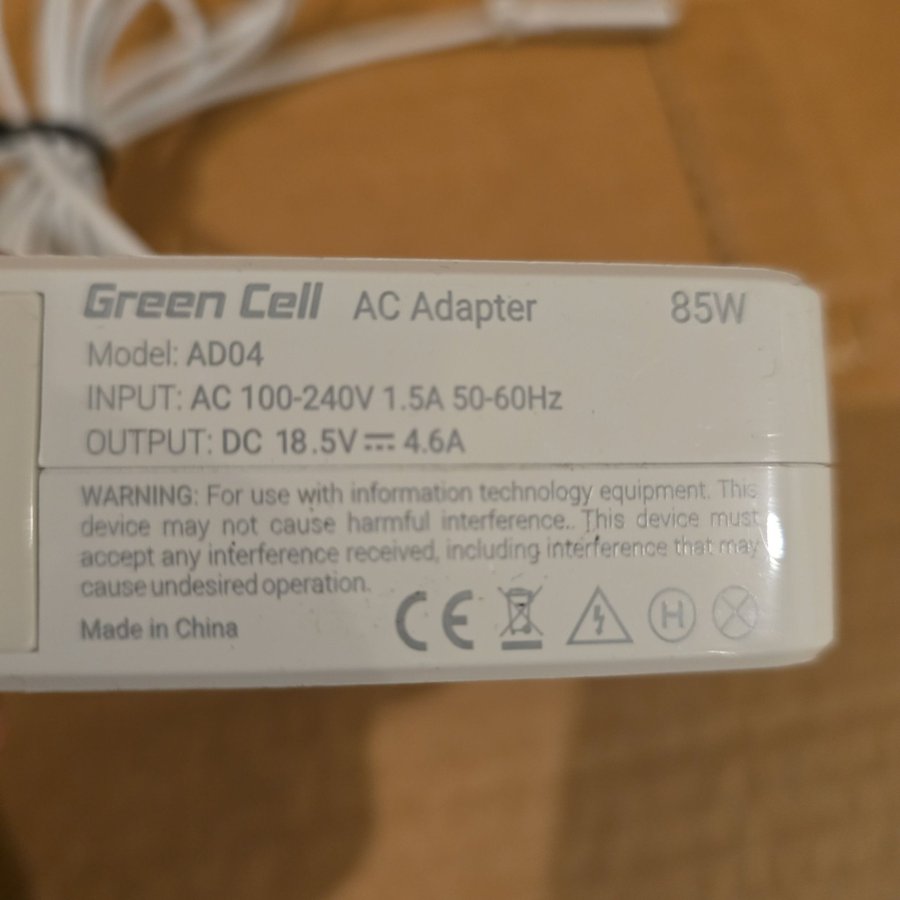 Green Cell AC Adapter 85W
Model: AD04
INPUT: AC 100-240V 1.5A 50-60Hz
OUTPUT: DC 18.5V⎓4.6A
WARNING: For use with information technology equipment. This
device may not cause harmful interference.. This device must
accept any interference received, including interference that may
cause undesired operation.
Made in China CE H